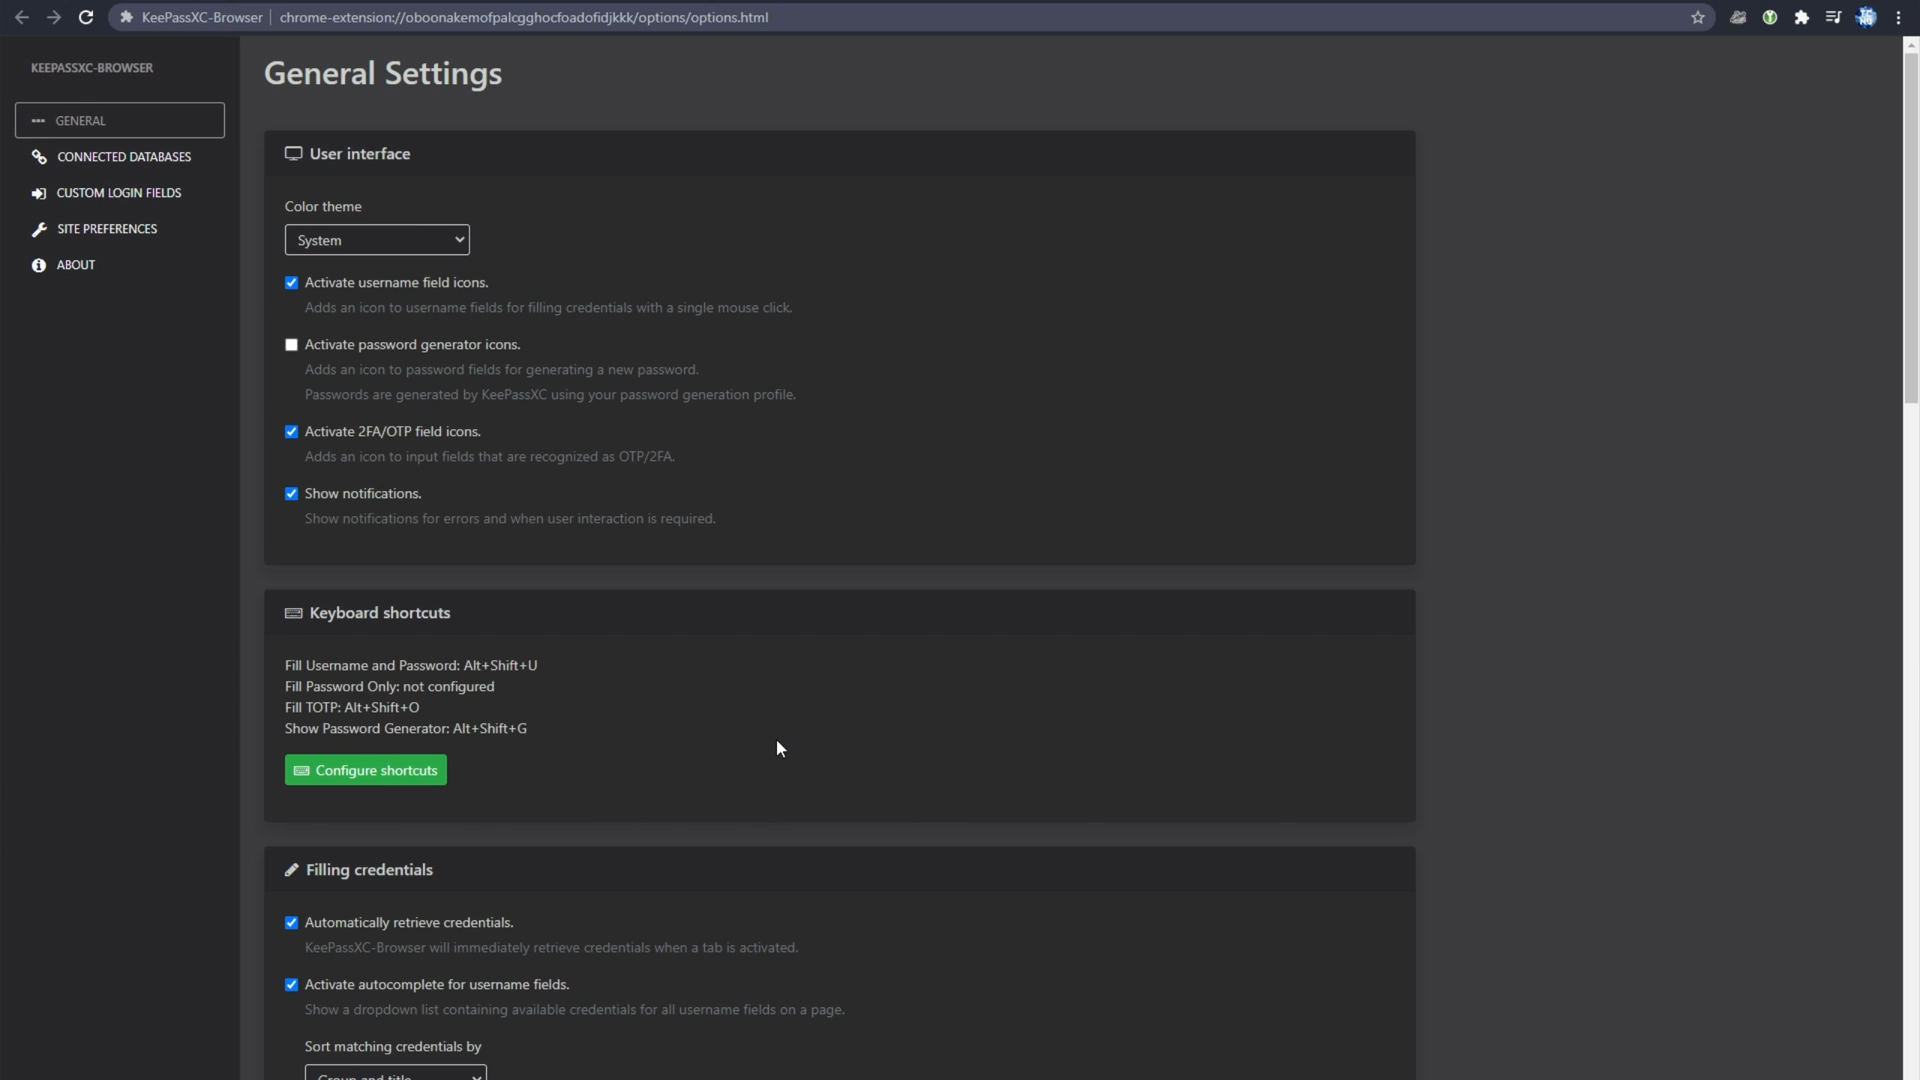 KeePassXC-Browser
chrome-extension://oboonakemofpalcgghocfoadofidjkkk/options/options.html
KEEPASSXC-BROWSER
GENERAL
CONNECTED DATABASES
CUSTOM LOGIN FIELDS
SITE PREFERENCES
ABOUT
General Settings
User interface
Color theme
System
Activate username field icons.
Adds an icon to username fields for filling credentials with a single mouse click.
Activate password generator icons.
Adds an icon to password fields for generating a new password.
Passwords are generated by KeePassXC using your password generation profile.
Activate 2FA/OTP field icons.
Adds an icon to input fields that are recognized as OTP/2FA.
Show notifications.
Show notifications for errors and when user interaction is required.
Keyboard shortcuts
Fill Username and Password: Alt+Shift+U
Fill Password Only: not configured
Fill TOTP: Alt+Shift+O
Show Password Generator: Alt+Shift+G
Configure shortcuts
Filling credentials
Automatically retrieve credentials.
KeePassXC-Browser will immediately retrieve credentials when a tab is activated.
Activate autocomplete for username fields.
Show a dropdown list containing available credentials for all username fields on a page.
Sort matching credentials by
Group and title